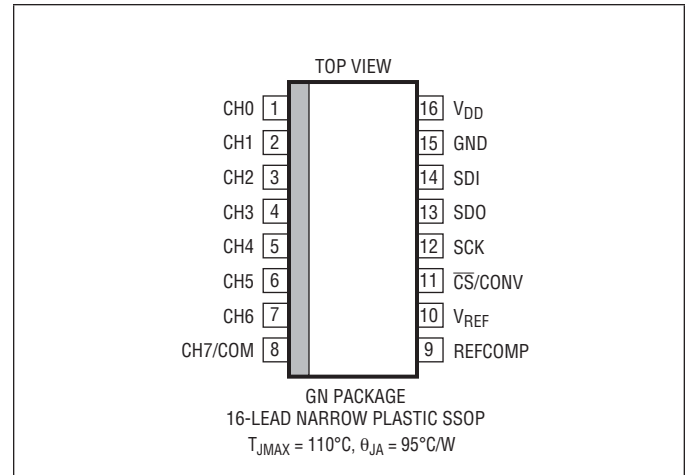 TOP VIEW
CH0 1 16 VDD
CH1 2 15 GND
CH2 3 14 SDI
CH3 4 13 SDO
CH4 5 12 SCK
CH5 6 11 C̅S̅/CONV
CH6 7 10 VREF
CH7/COM 8 9 REFCOMP
GN PACKAGE
16-LEAD NARROW PLASTIC SSOP
TJMAX = 110°C, θJA = 95°C/W